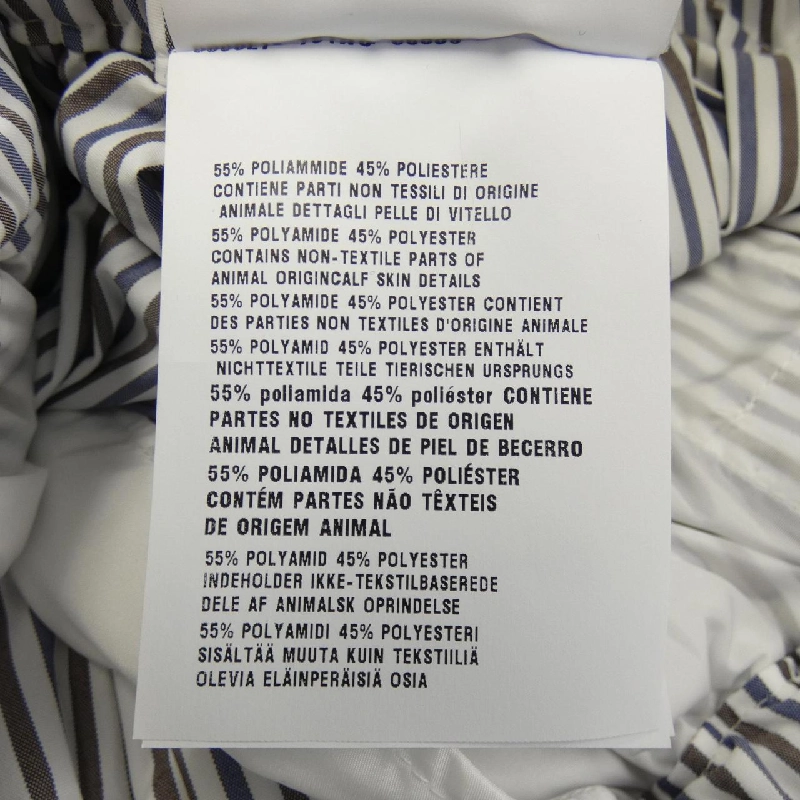 55% POLIAMMIDE 45% POLIESTERE
CONTIENE PARTI NON TESSILI DI ORIGINE
ANIMALE DETTAGLI PELLE DI VITELLO
55% POLYAMIDE 45% POLYESTER
CONTAINS NON-TEXTILE PARTS OF
ANIMAL ORIGINCALF SKIN DETAILS
55% POLYAMIDE 45% POLYESTER CONTIENT
DES PARTIES NON TEXTILES D'ORIGINE ANIMALE
55% POLYAMID 45% POLYESTER ENTHÄLT
NICHTTEXTILE TEILE TIERISCHEN URSPRUNGS
55% poliamida 45% poliéster CONTIENE
PARTES NO TEXTILES DE ORIGEN
ANIMAL DETALLES DE PIEL DE BECERRO
55% POLIAMIDA 45% POLIÉSTER
CONTÉM PARTES NÃO TÊXTEIS
DE ORIGEM ANIMAL
55% POLYAMID 45% POLYESTER
INDEHOLDER IKKE-TEKSTILBASEREDE
DELE AF ANIMALSK OPRINDELSE
55% POLYAMIDI 45% POLYESTERI
SISÄLTÄÄ MUUTA KUIN TEKSTIILIÄ
OLEVIA ELÄINPERÄISIÄ OSIA